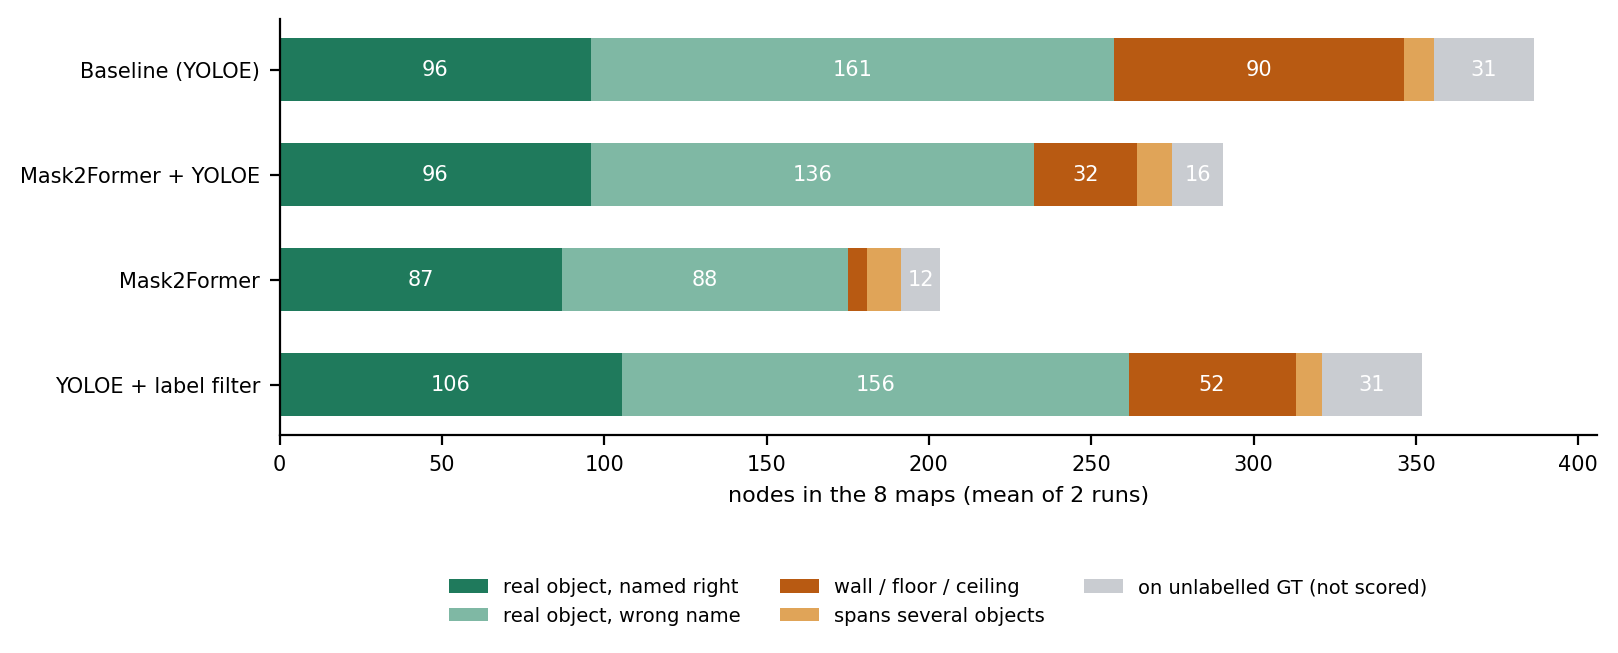 Baseline (YOLOE) 96 161 90 31
Mask2Former + YOLOE 96 136 32 16
Mask2Former 87 88 12
YOLOE + label filter 106 156 52 31
0 50 100 150 200 250 300 350 400
nodes in the 8 maps (mean of 2 runs)
real object, named right wall / floor / ceiling on unlabelled GT (not scored)
real object, wrong name spans several objects